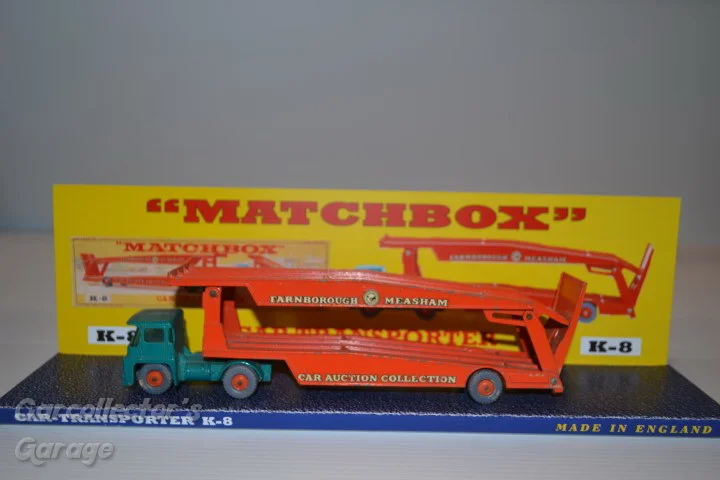 "MATCHBOX"
"MATCHBOX"
K-8
FARNBOROUGH MEASHAM
FARNBOROUGH MEASHAM
K-8
K-8
CAR AUCTION COLLECTION
Carcollector's
Garage
CAR-TRANSPORTER K-8
MADE IN ENGLAND